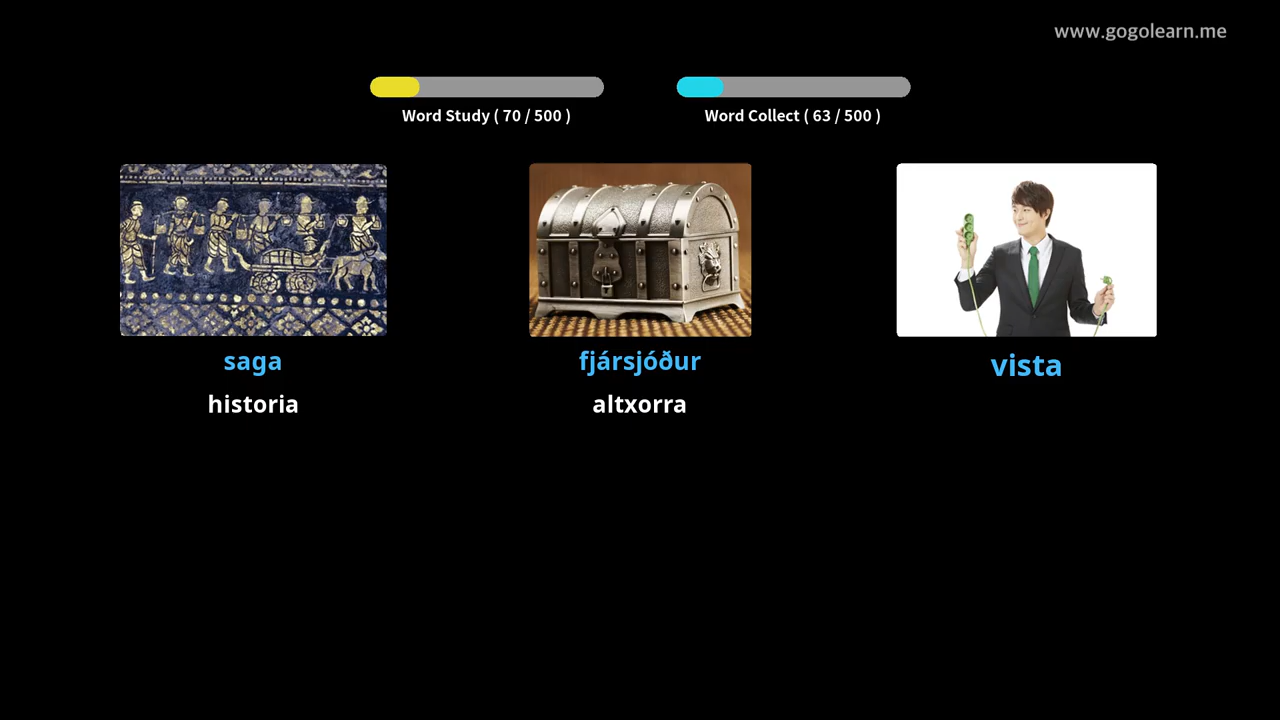 www.gogolearn.me
Word Study ( 70 / 500 )
Word Collect ( 63 / 500 )
saga
fjársjóður
vista
historia
altxorra